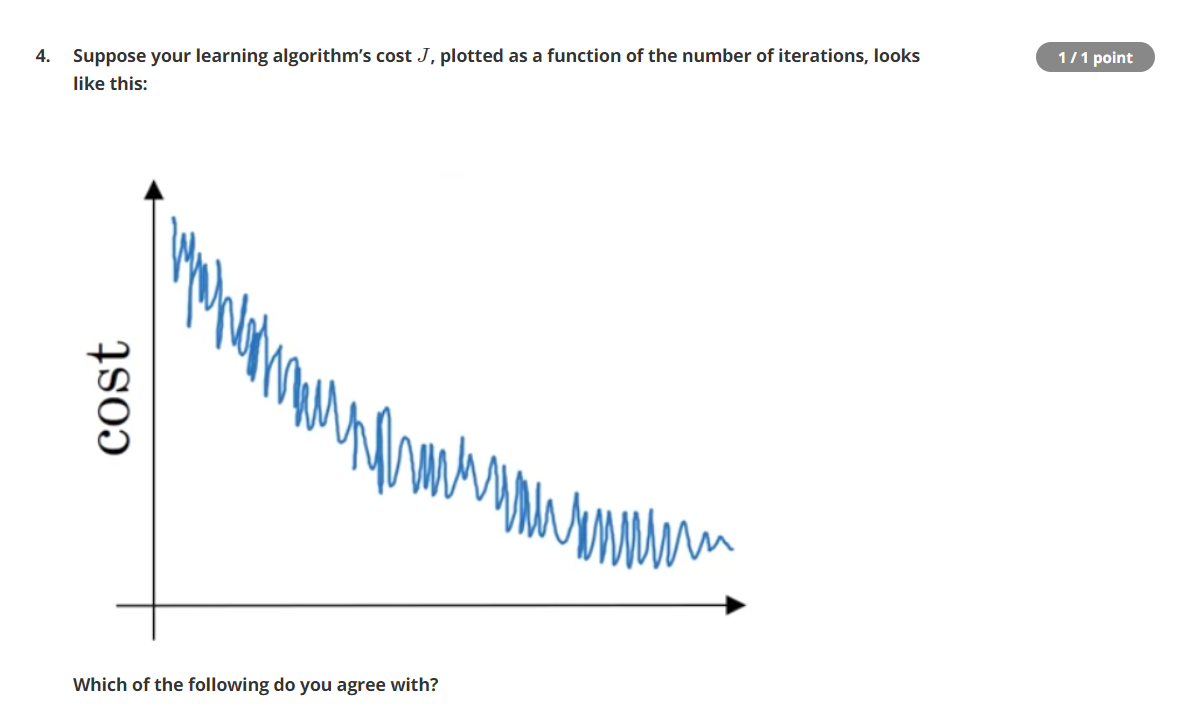 4. Suppose your learning algorithm's cost J, plotted as a function of the number of iterations, looks
like this:
1 / 1 point
cost
Which of the following do you agree with?